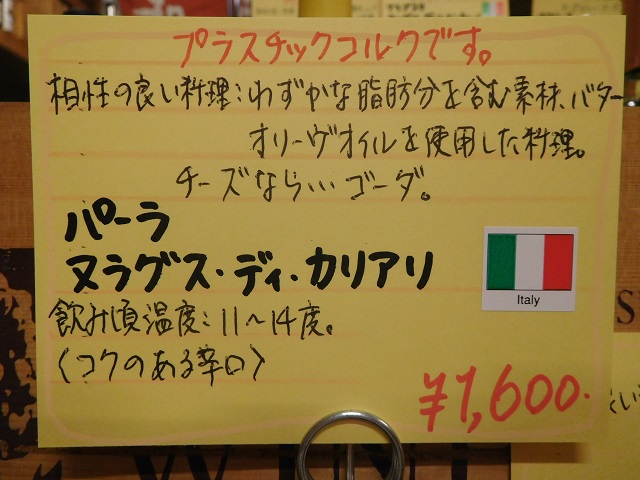 プラスチックコルクです。
相性の良い料理:わずかな脂肪分を含む素材、バター
オリーヴオイルを使用した料理。
チーズなら…ゴーダ。
パーラ
ヌラグス・ディ・カリアリ
Italy
飲み頃温度:11~14度。
〈コクのある辛口〉
¥1,600.